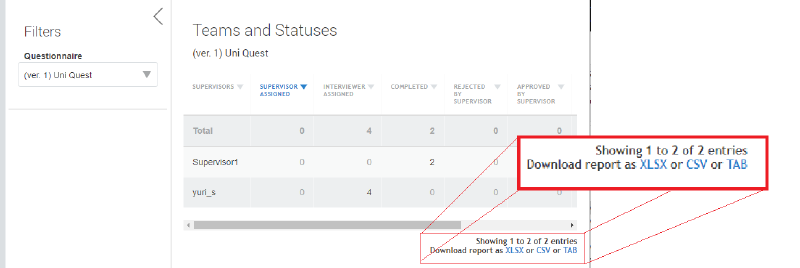 Filters
Questionnaire
(ver. 1) Uni Quest
Teams and Statuses
(ver. 1) Uni Quest
SUPERVISORS SUPERVISOR ASSIGNED INTERVIEWER ASSIGNED COMPLETED REJECTED BY SUPERVISOR APPROVED BY SUPERVISOR
Total 0 4 2 0 0
Supervisor1 0 0 2 0
yuri_s 0 4 0 0
Showing 1 to 2 of 2 entries
Download report as XLSX or CSV or TAB
Showing 1 to 2 of 2 entries
Download report as XLSX or CSV or TAB